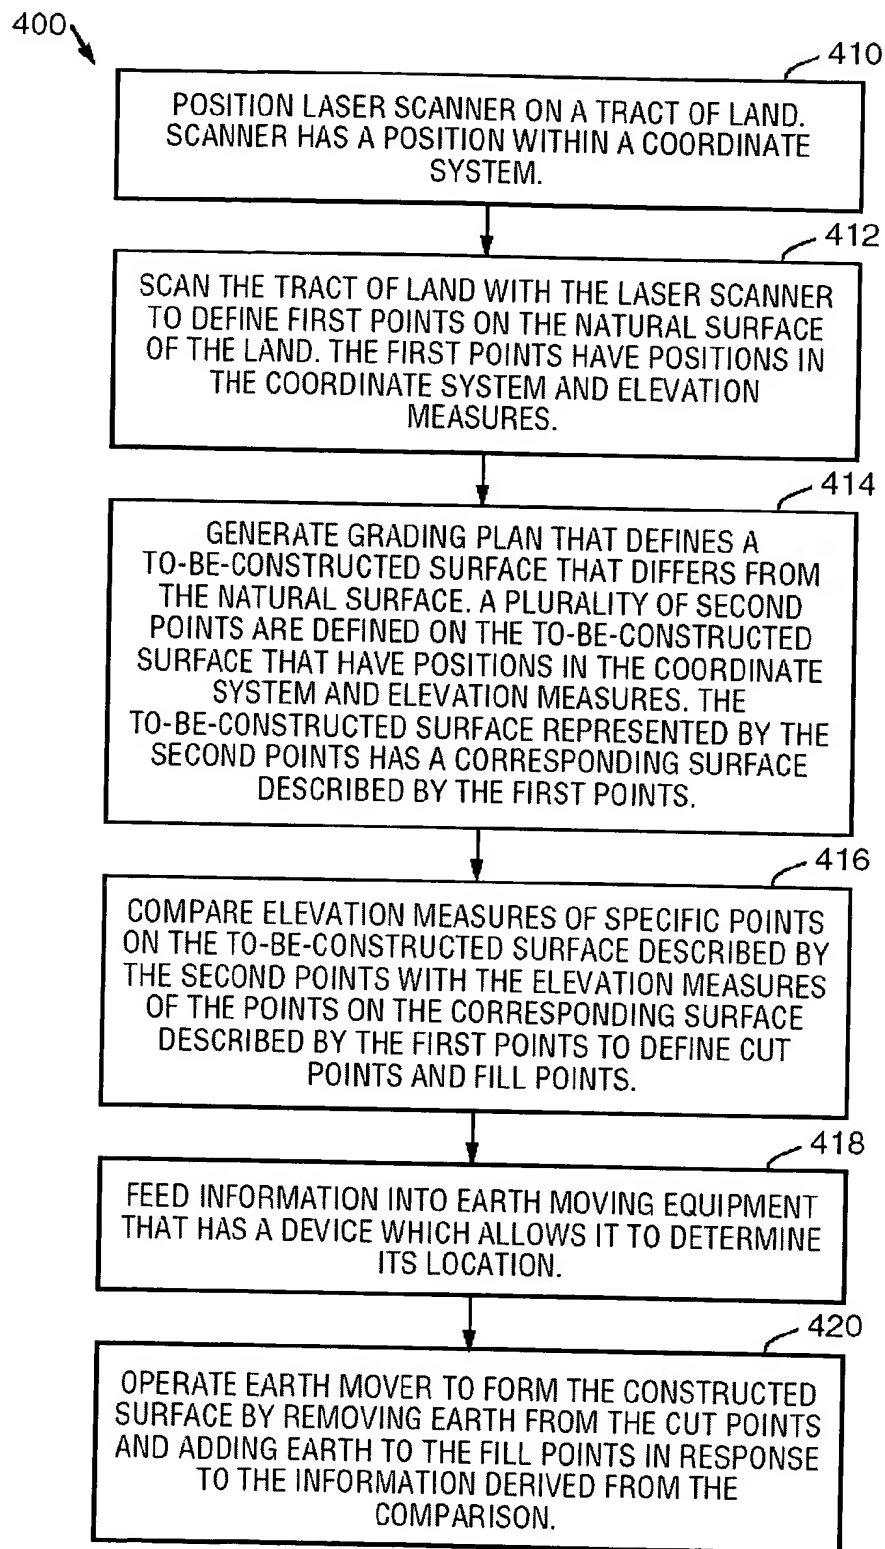 400
410
POSITION LASER SCANNER ON A TRACT OF LAND.
SCANNER HAS A POSITION WITHIN A COORDINATE
SYSTEM.
412
SCAN THE TRACT OF LAND WITH THE LASER SCANNER
TO DEFINE FIRST POINTS ON THE NATURAL SURFACE
OF THE LAND. THE FIRST POINTS HAVE POSITIONS IN
THE COORDINATE SYSTEM AND ELEVATION
MEASURES.
414
GENERATE GRADING PLAN THAT DEFINES A
TO-BE-CONSTRUCTED SURFACE THAT DIFFERS FROM
THE NATURAL SURFACE. A PLURALITY OF SECOND
POINTS ARE DEFINED ON THE TO-BE-CONSTRUCTED
SURFACE THAT HAVE POSITIONS IN THE COORDINATE
SYSTEM AND ELEVATION MEASURES. THE
TO-BE-CONSTRUCTED SURFACE REPRESENTED BY THE
SECOND POINTS HAS A CORRESPONDING SURFACE
DESCRIBED BY THE FIRST POINTS.
416
COMPARE ELEVATION MEASURES OF SPECIFIC POINTS
ON THE TO-BE-CONSTRUCTED SURFACE DESCRIBED BY
THE SECOND POINTS WITH THE ELEVATION MEASURES
OF THE POINTS ON THE CORRESPONDING SURFACE
DESCRIBED BY THE FIRST POINTS TO DEFINE CUT
POINTS AND FILL POINTS.
418
FEED INFORMATION INTO EARTH MOVING EQUIPMENT
THAT HAS A DEVICE WHICH ALLOWS IT TO DETERMINE
ITS LOCATION.
420
OPERATE EARTH MOVER TO FORM THE CONSTRUCTED
SURFACE BY REMOVING EARTH FROM THE CUT POINTS
AND ADDING EARTH TO THE FILL POINTS IN RESPONSE
TO THE INFORMATION DERIVED FROM THE
COMPARISON.